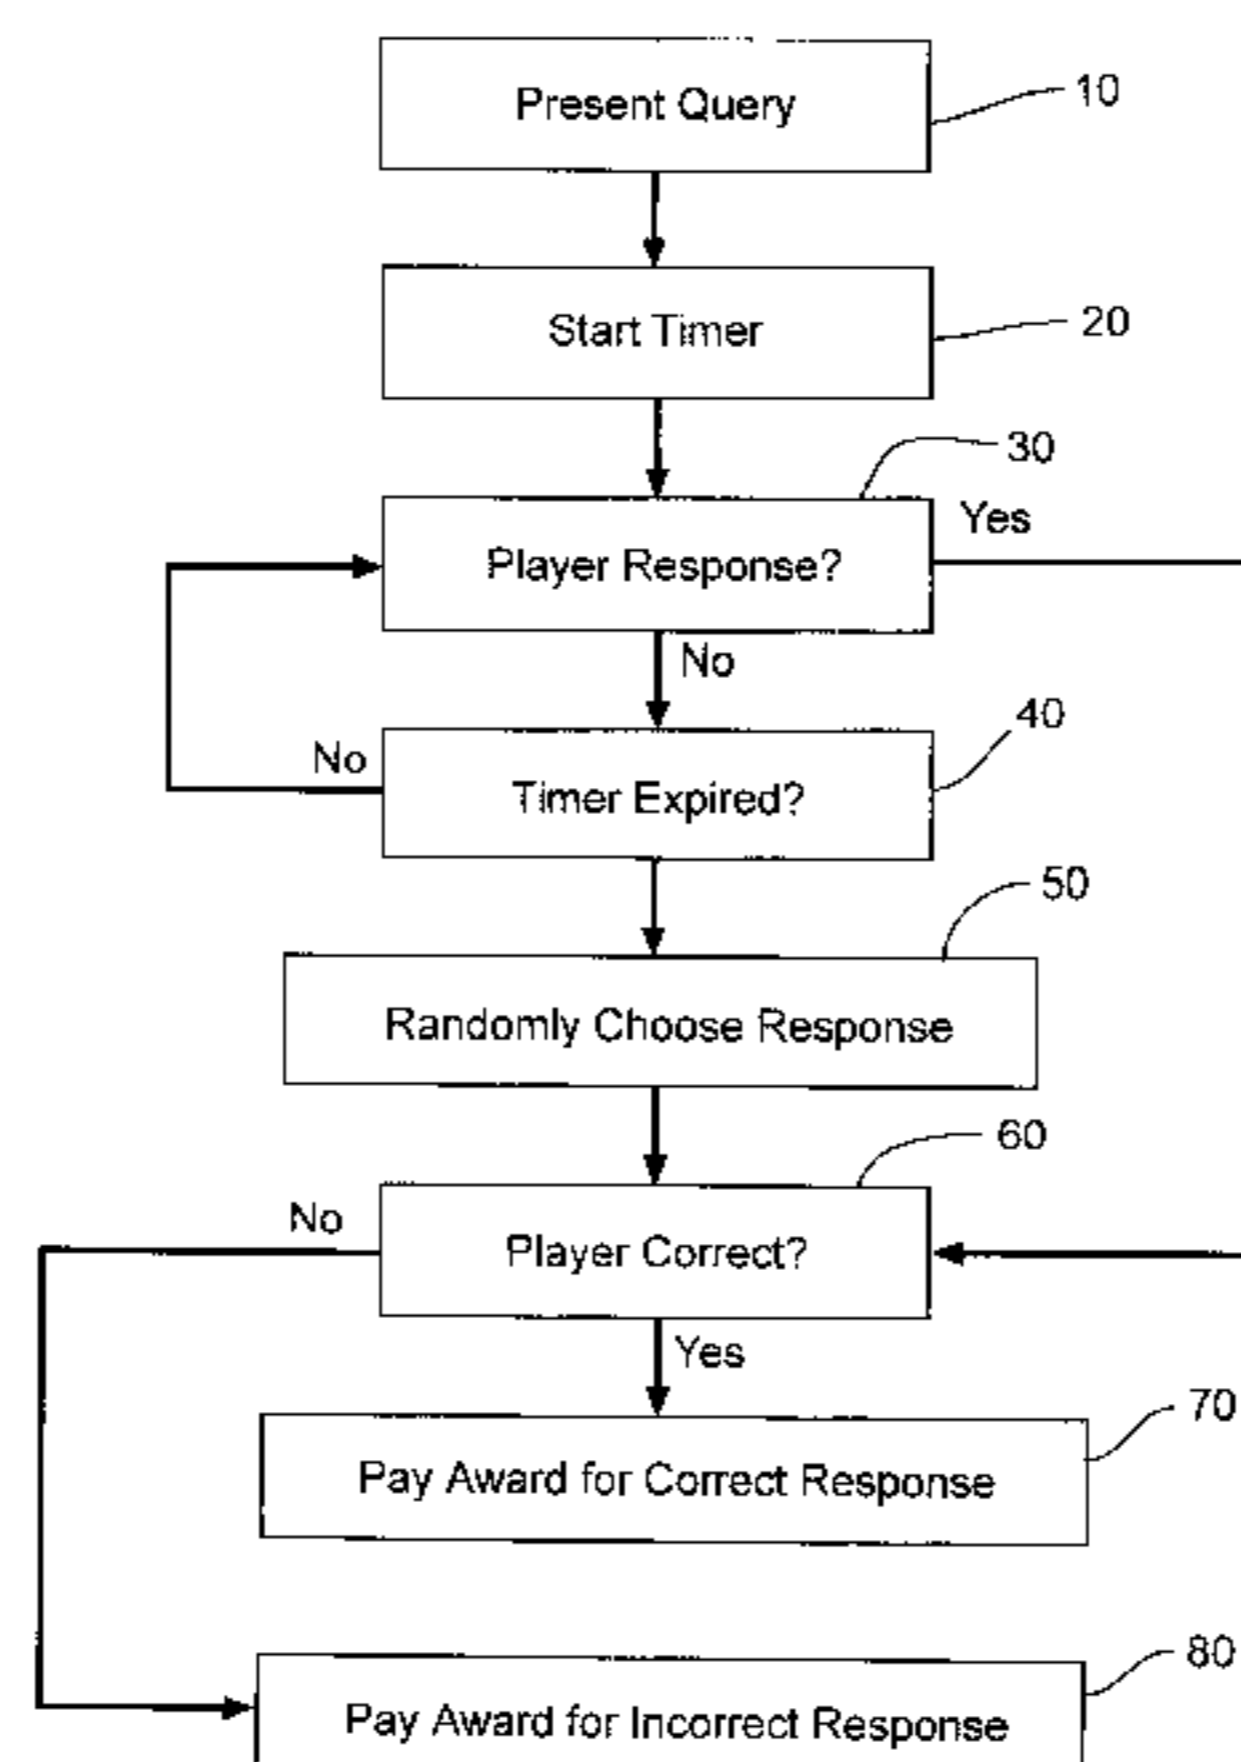 Present Query
10
Start Timer
20
30
Player Response?
Yes
No
40
No
Timer Expired?
50
Randomly Choose Response
60
No
Player Correct?
Yes
70
Pay Award for Correct Response
80
Pay Award for Incorrect Response